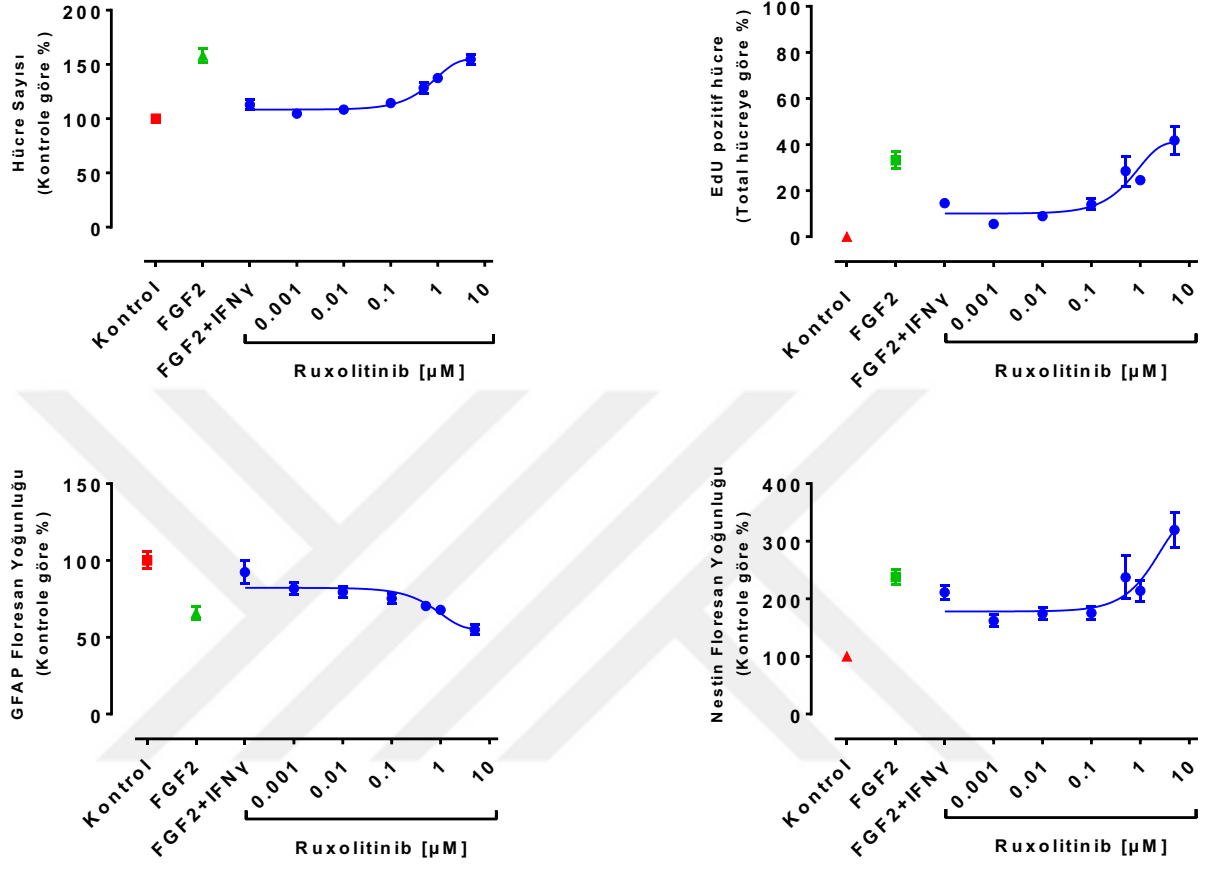 Hücre Sayısı
(Kontrole göre %)
200
150
100
50
0
Kontrol
FGF2
FGF2+IFNγ
0.001
0.01
0.1
1
10
Ruxolitinib [µM]
EdU pozitif hücre
(Total hücreye göre %)
100
80
60
40
20
0
Kontrol
FGF2
FGF2+IFNγ
0.001
0.01
0.1
1
10
Ruxolitinib [µM]
GFAP Floresan Yoğunluğu
(Kontrole göre %)
150
100
50
0
Kontrol
FGF2
FGF2+IFNγ
0.001
0.01
0.1
1
10
Ruxolitinib [µM]
Nestin Floresan Yoğunluğu
(Kontrole göre %)
400
300
200
100
0
Kontrol
FGF2
FGF2+IFNγ
0.001
0.01
0.1
1
10
Ruxolitinib [µM]